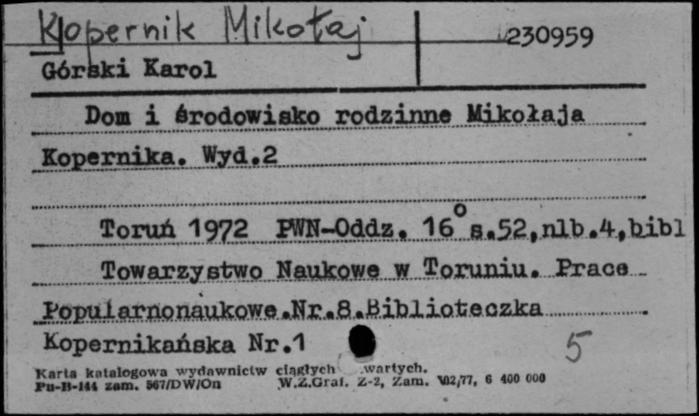 Kopernik Mikołaj
230959
Górski Karol
Dom i środowisko rodzinne Mikołaja
Kopernika. Wyd.2
Toruń 1972 PWN-Oddz. 16° s.52,nlb.4,bibl
Towarzystwo Naukowe w Toruniu. Prace
Popularnonaukowe.Nr.8.Biblioteczka
Kopernikańska Nr.1
5
Karta katalogowa wydawnictw ciągłych wartych.
Pu-B-144 zam. 567/DW/On W.Z.Graf. Z-2, Zam. 102/77, 6 400 000